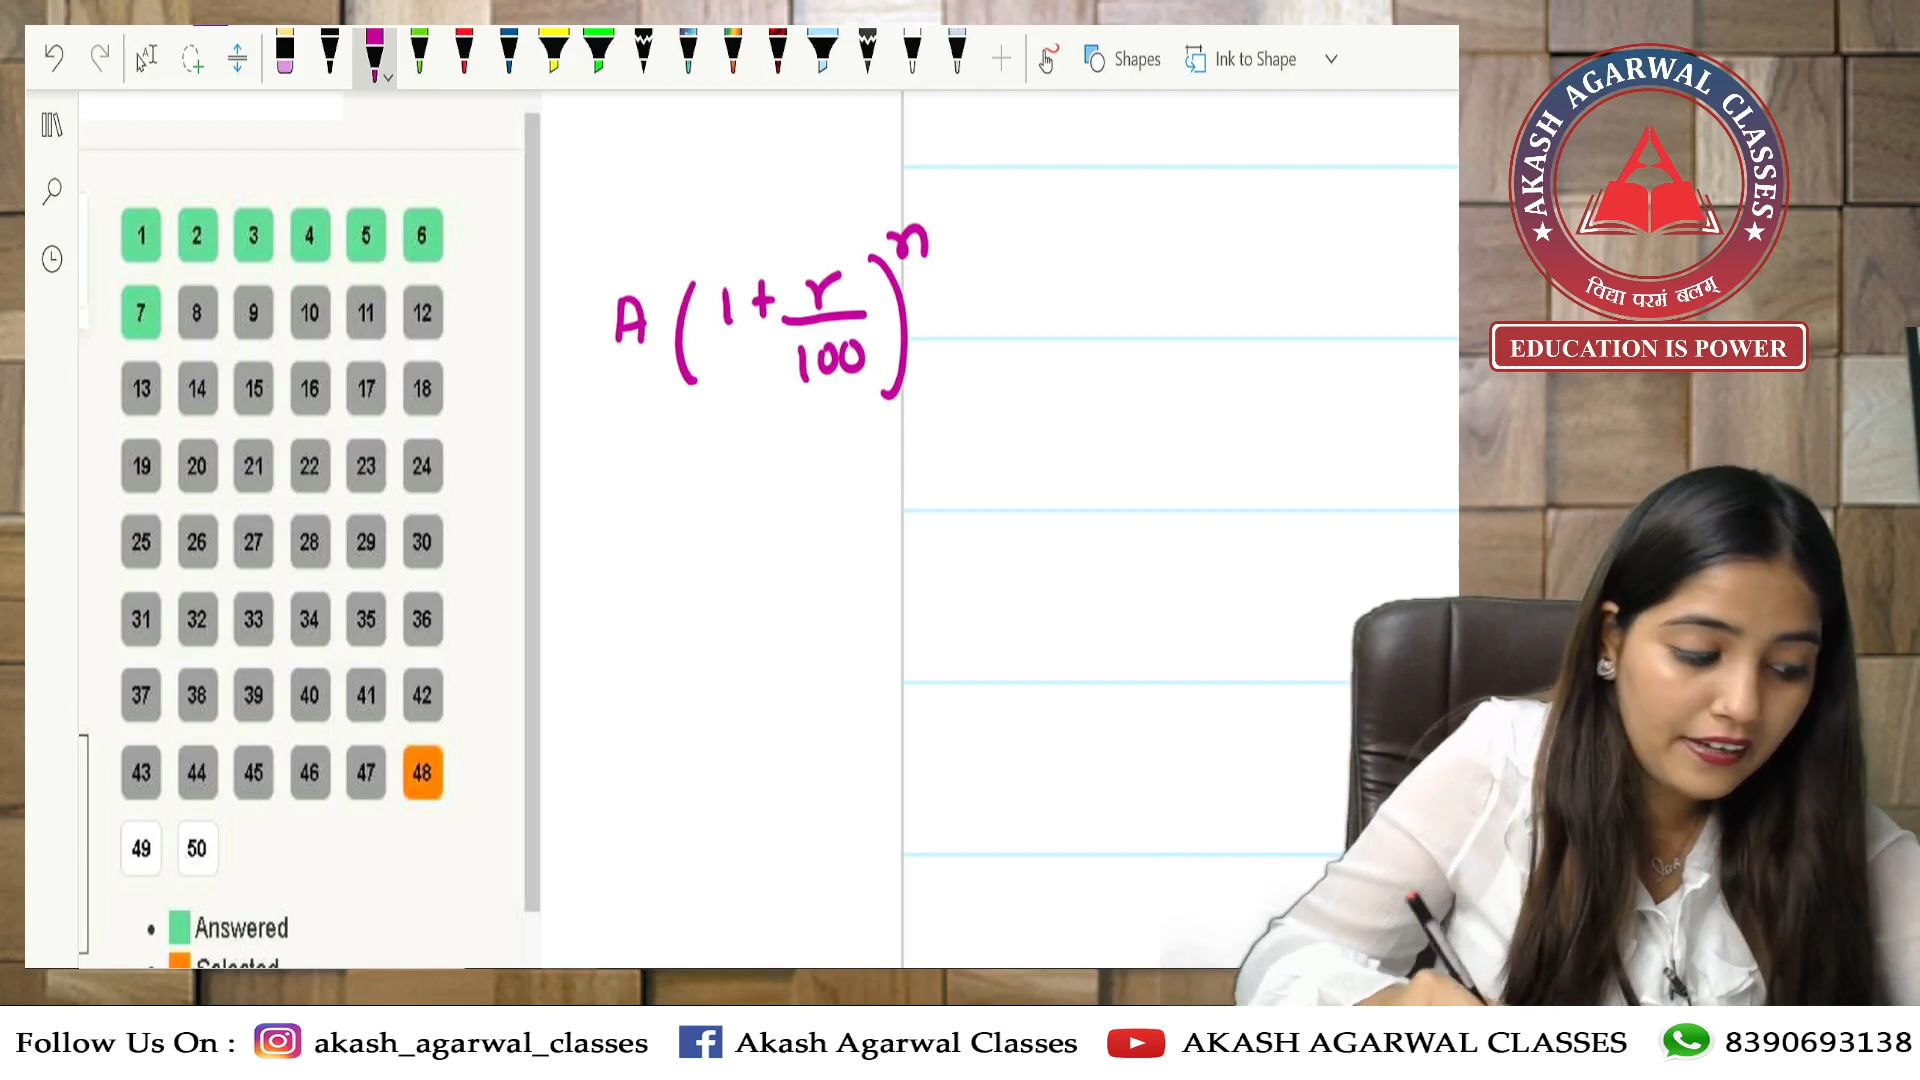 Shapes
Ink to Shape
1 2 3 4 5 6
7 8 9 10 11 12
13 14 15 16 17 18
19 20 21 22 23 24
25 26 27 28 29 30
31 32 33 34 35 36
37 38 39 40 41 42
43 44 45 46 47 48
49 50
Answered
Selected
A(1+r/100)^n
AKASH AGARWAL CLASSES
विद्या परमं बलम्
EDUCATION IS POWER
Follow Us On : akash_agarwal_classes Akash Agarwal Classes AKASH AGARWAL CLASSES 8390693138